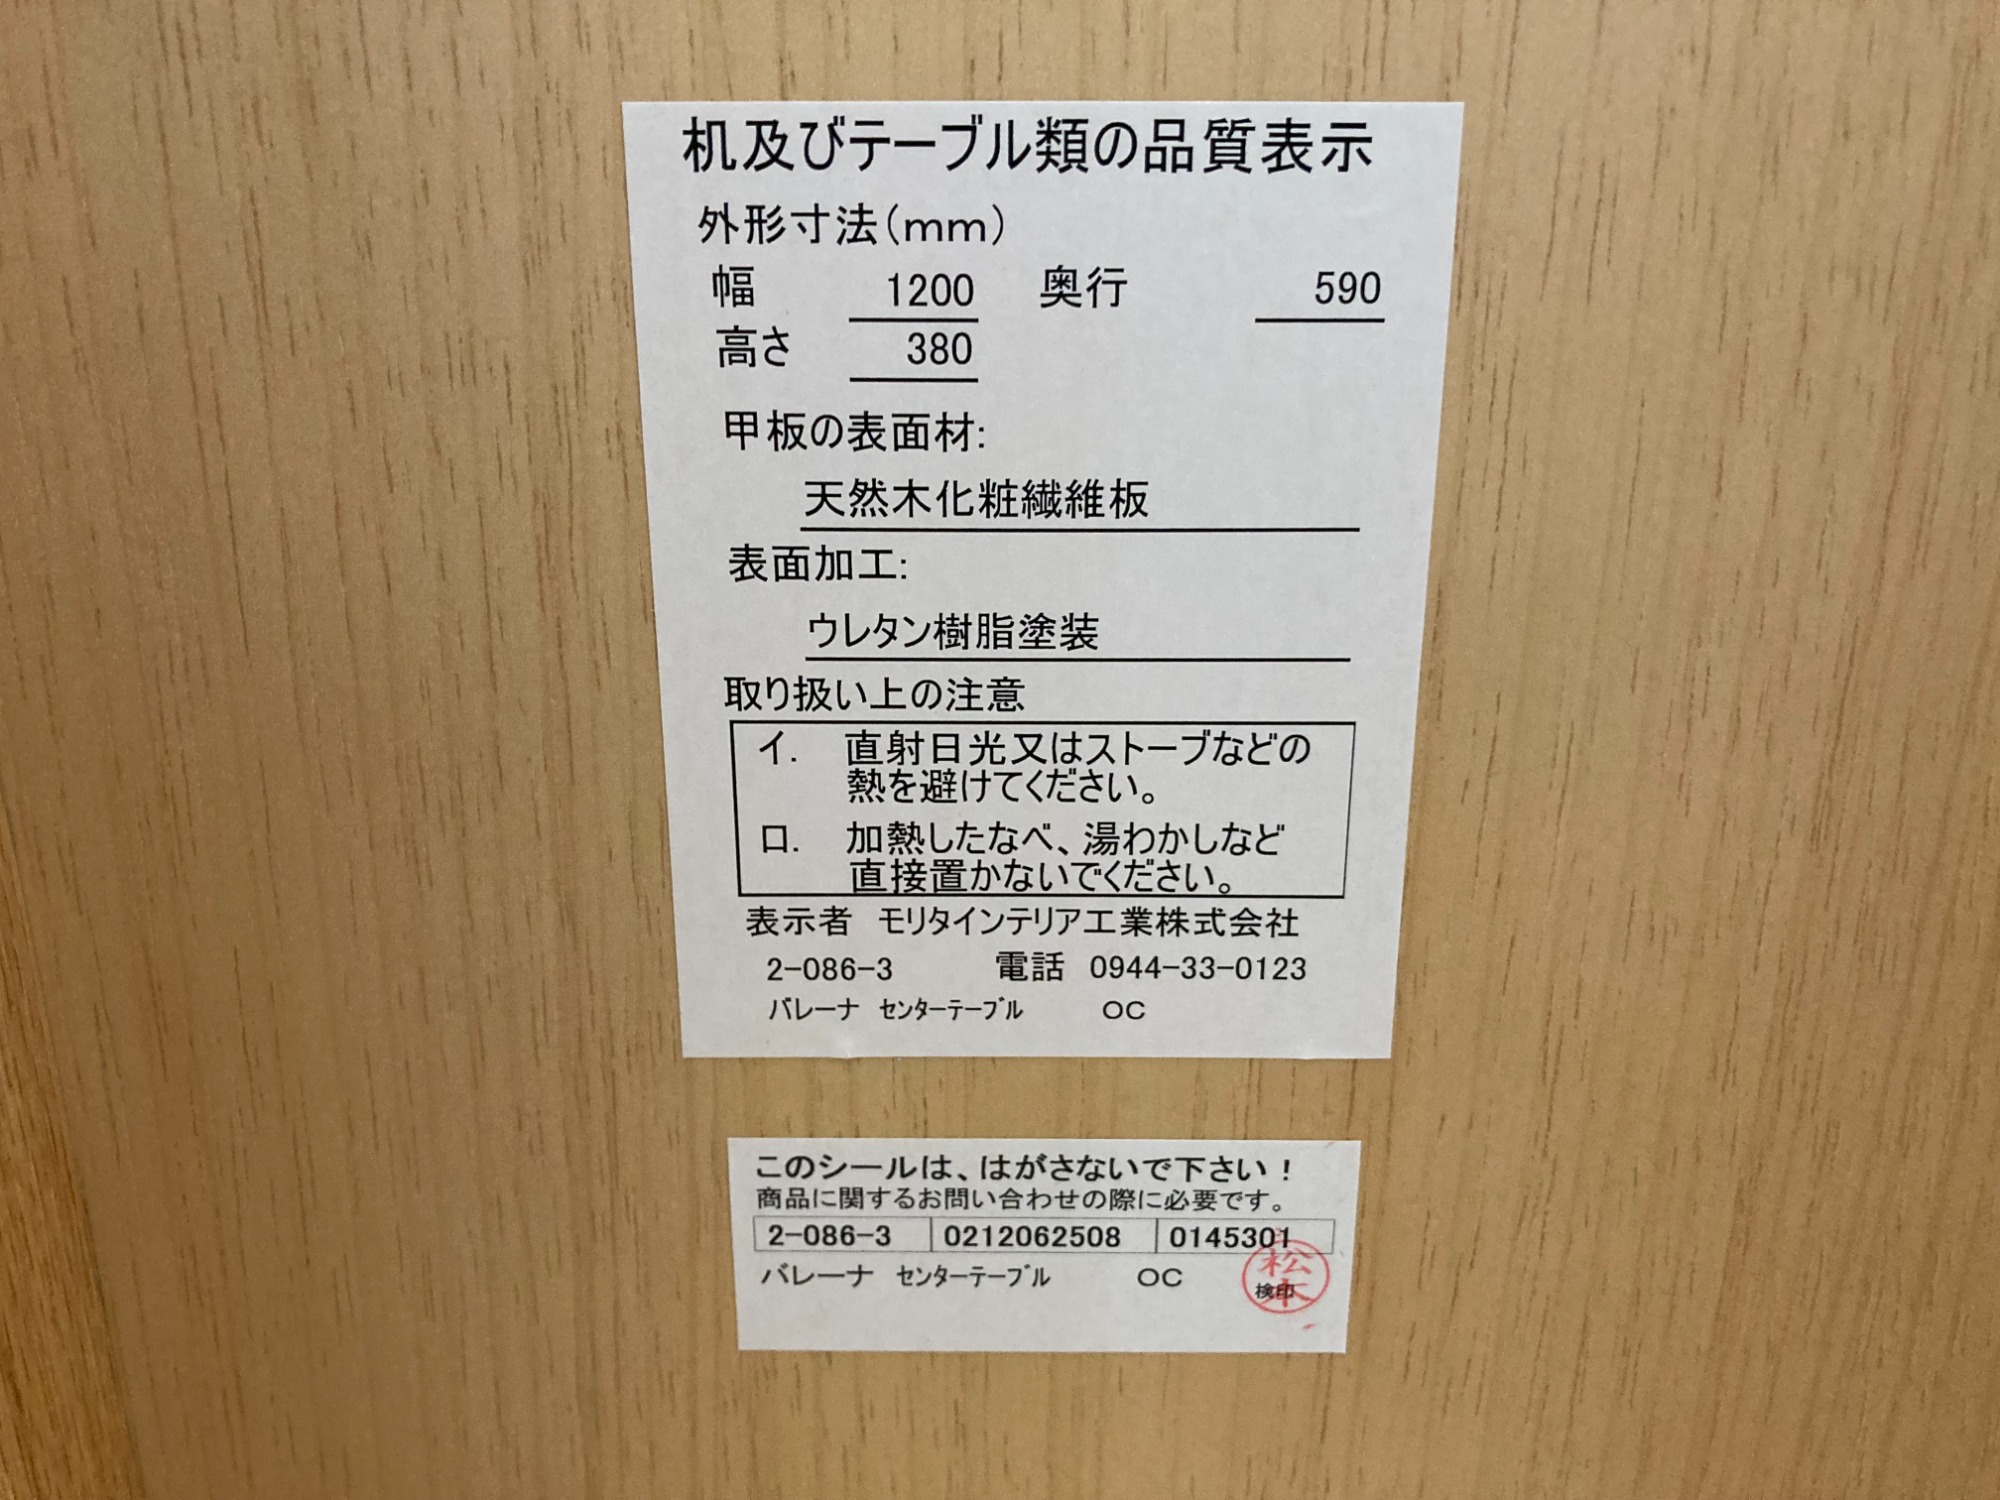 机及びテーブル類の品質表示
外形寸法(mm)
幅 1200 奥行 590
高さ 380
甲板の表面材:
天然木化粧繊維板
表面加工:
ウレタン樹脂塗装
取り扱い上の注意
イ. 直射日光又はストーブなどの
熱を避けてください。
ロ. 加熱したなべ、湯わかしなど
直接置かないでください。
表示者 モリタインテリア工業株式会社
2-086-3 電話 0944-33-0123
バレーナ ｾﾝﾀｰﾃｰﾌﾞﾙ OC
このシールは、はがさないで下さい！
商品に関するお問い合わせの際に必要です。
2-086-3 0212062508 0145301
バレーナ ｾﾝﾀｰﾃｰﾌﾞﾙ OC
松本
検印